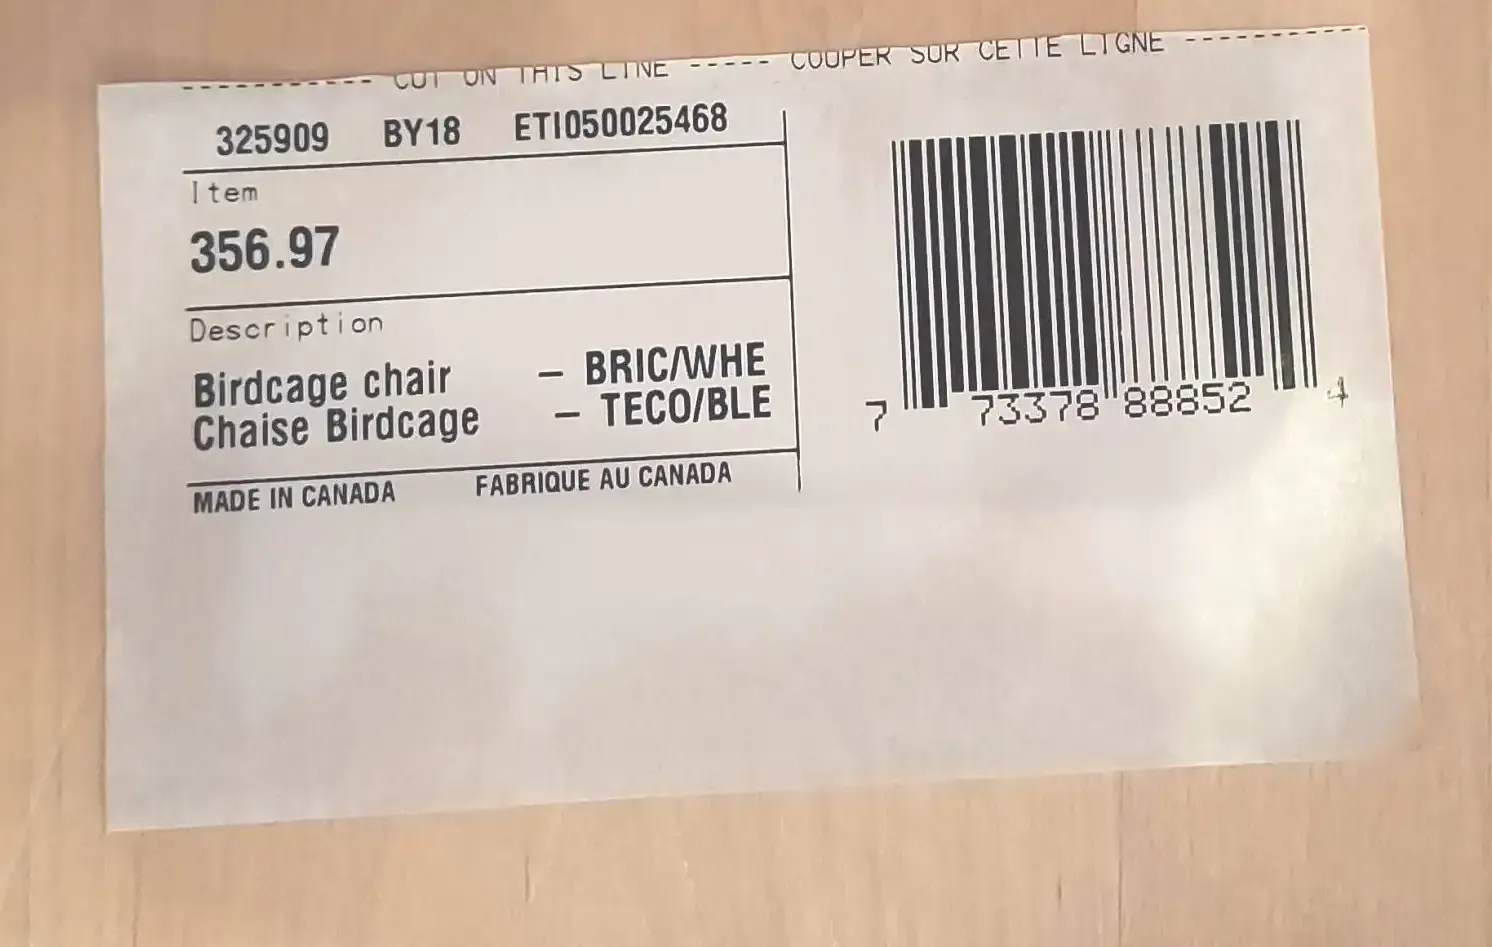 ---------- CUT ON THIS LINE ----- COUPER SUR CETTE LIGNE ----------
325909 BY18 ETI050025468
Item
356.97
Description
Birdcage chair – BRIC/WHE
Chaise Birdcage – TECO/BLE
MADE IN CANADA FABRIQUE AU CANADA
7 73378 88852 4